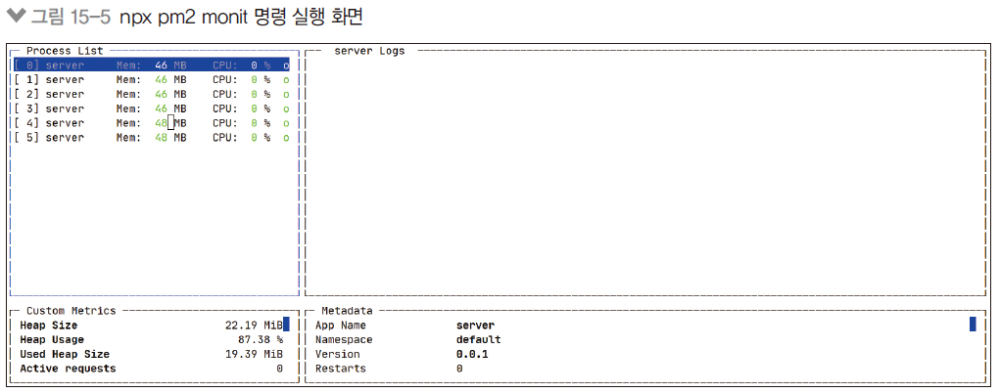 그림 15-5 npx pm2 monit 명령 실행 화면
Process List
[ 0] server Mem: 46 MB CPU: 0 % o
[ 1] server Mem: 46 MB CPU: 0 % o
[ 2] server Mem: 46 MB CPU: 0 % o
[ 3] server Mem: 46 MB CPU: 0 % o
[ 4] server Mem: 48 MB CPU: 0 % o
[ 5] server Mem: 48 MB CPU: 0 % o
server Logs
Custom Metrics
Heap Size 22.19 MiB
Heap Usage 87.38 %
Used Heap Size 19.39 MiB
Active requests 0
Metadata
App Name server
Namespace default
Version 0.0.1
Restarts 0